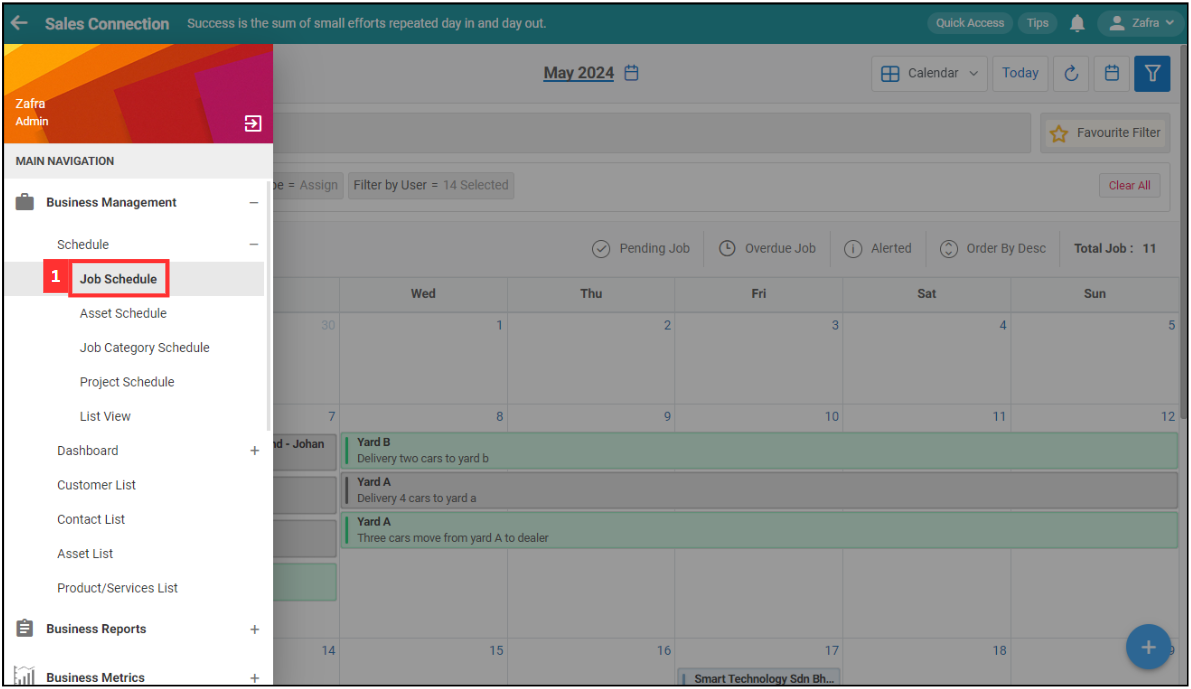 Sales Connection Success is the sum of small efforts repeated day in and day out. Quick Access Tips Zafra
Zafra
Admin
MAIN NAVIGATION
Business Management
Schedule
1 Job Schedule
Asset Schedule
Job Category Schedule
Project Schedule
List View
Dashboard
Customer List
Contact List
Asset List
Product/Services List
Business Reports
Business Metrics
May 2024 Calendar Today
Favourite Filter
= Assign Filter by User = 14 Selected Clear All
Pending Job Overdue Job Alerted Order By Desc Total Job : 11
Wed Thu Fri Sat Sun
30 1 2 3 4 5
7 8 9 10 11 12
- Johan
Yard B
Delivery two cars to yard b
Yard A
Delivery 4 cars to yard a
Yard A
Three cars move from yard A to dealer
14 15 16 17 18
Smart Technology Sdn Bh...